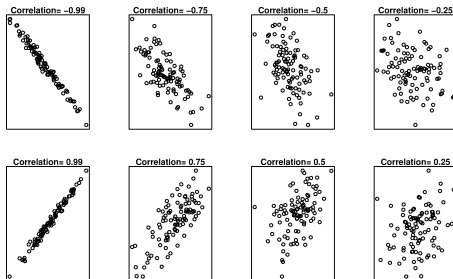 Correlation= −0.99
Correlation= −0.75
Correlation= −0.5
Correlation= −0.25
Correlation= 0.99
Correlation= 0.75
Correlation= 0.5
Correlation= 0.25